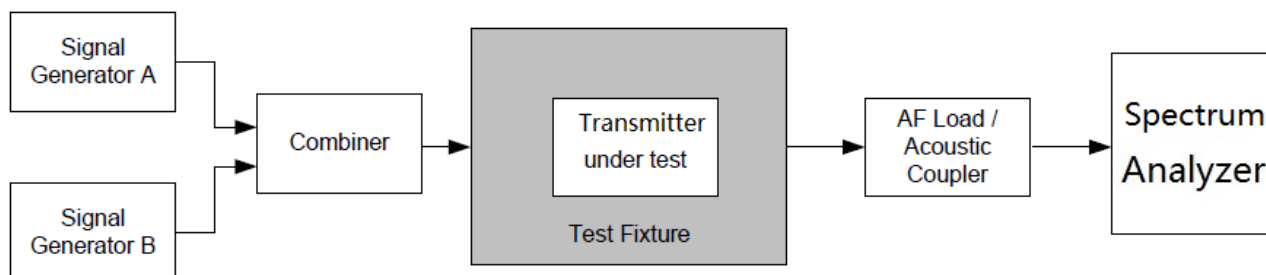 Signal
Generator A
Signal
Generator B
Combiner
Transmitter
under test
Test Fixture
AF Load /
Acoustic
Coupler
Spectrum
Analyzer